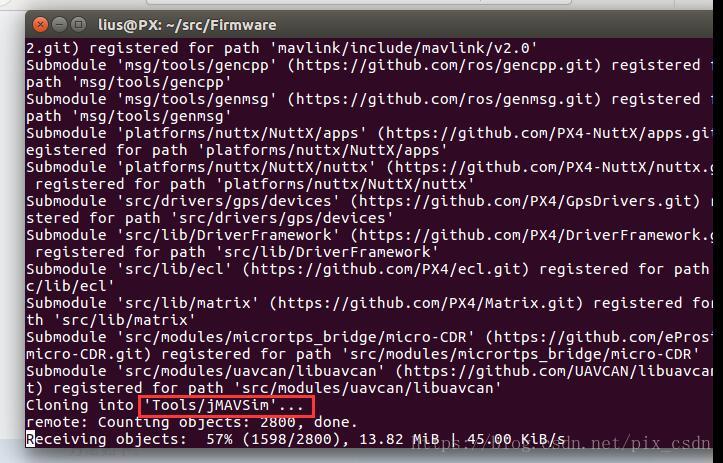 lius@PX: ~/src/Firmware
2.git) registered for path 'mavlink/include/mavlink/v2.0'
Submodule 'msg/tools/gencpp' (https://github.com/ros/gencpp.git) registered f
path 'msg/tools/gencpp'
Submodule 'msg/tools/genmsg' (https://github.com/ros/genmsg.git) registered f
path 'msg/tools/genmsg'
Submodule 'platforms/nuttx/NuttX/apps' (https://github.com/PX4-NuttX/apps.git
egistered for path 'platforms/nuttx/NuttX/apps'
Submodule 'platforms/nuttx/NuttX/nuttx' (https://github.com/PX4-NuttX/nuttx.g
registered for path 'platforms/nuttx/NuttX/nuttx'
Submodule 'src/drivers/gps/devices' (https://github.com/PX4/GpsDrivers.git) r
stered for path 'src/drivers/gps/devices'
Submodule 'src/lib/DriverFramework' (https://github.com/PX4/DriverFramework.g
registered for path 'src/lib/DriverFramework'
Submodule 'src/lib/ecl' (https://github.com/PX4/ecl.git) registered for path
c/lib/ecl'
Submodule 'src/lib/matrix' (https://github.com/PX4/Matrix.git) registered for
th 'src/lib/matrix'
Submodule 'src/modules/micrortps_bridge/micro-CDR' (https://github.com/eProsi
micro-CDR.git) registered for path 'src/modules/micrortps_bridge/micro-CDR'
Submodule 'src/modules/uavcan/libuavcan' (https://github.com/UAVCAN/libuavcan
t) registered for path 'src/modules/uavcan/libuavcan'
Cloning into 'Tools/jMAVSim'...
remote: Counting objects: 2800, done.
Receiving objects:  57% (1598/2800), 13.82 MiB | 45.00 KiB/s
https://blog.csdn.net/pix_csdn